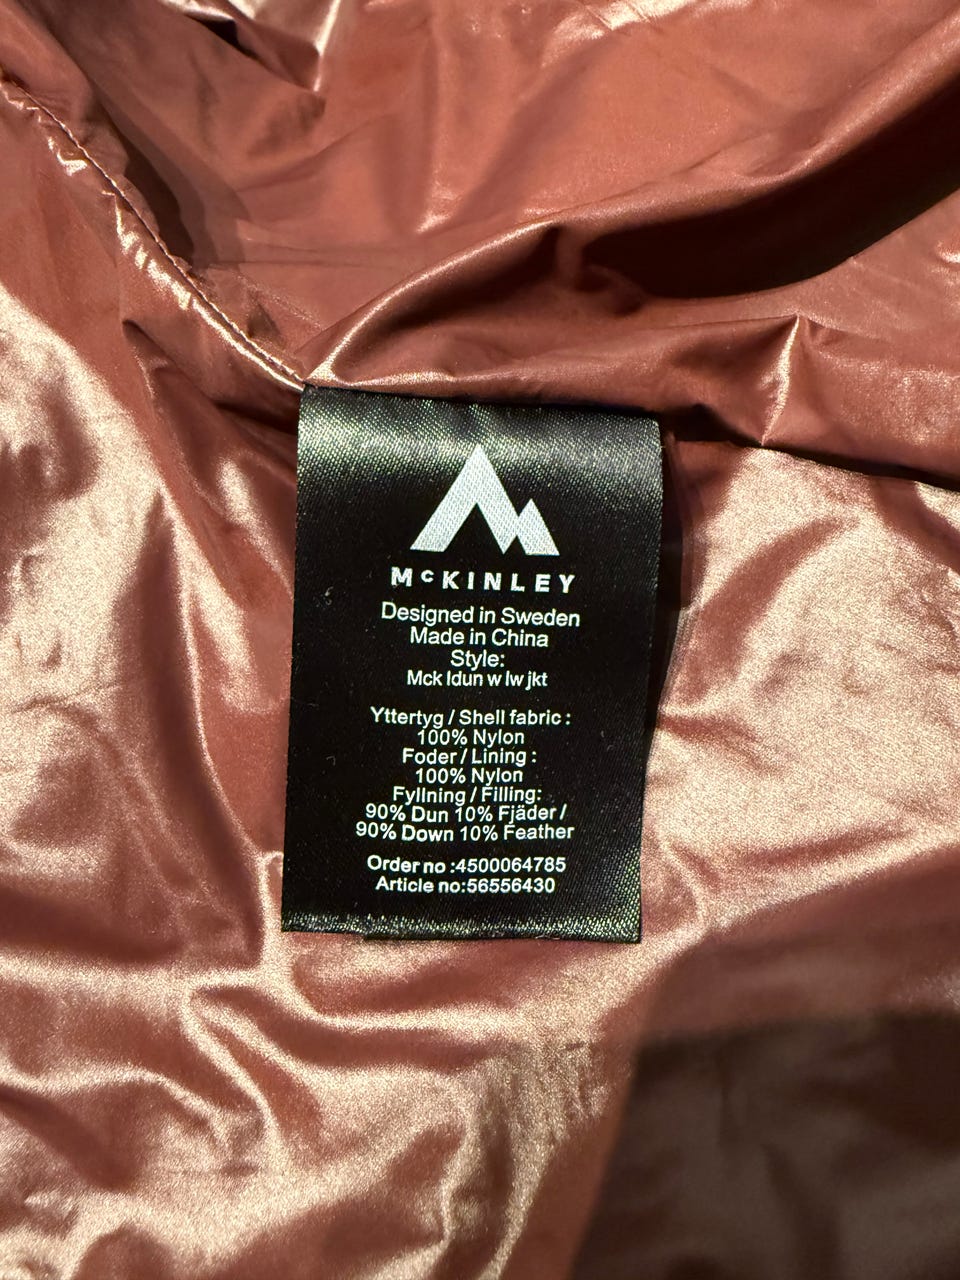 McKINLEY
Designed in Sweden
Made in China
Style:
Mck Idun w lw jkt
Yttertyg / Shell fabric :
100% Nylon
Foder / Lining :
100% Nylon
Fyllning / Filling:
90% Dun 10% Fjäder /
90% Down 10% Feather
Order no :4500064785
Article no:56556430